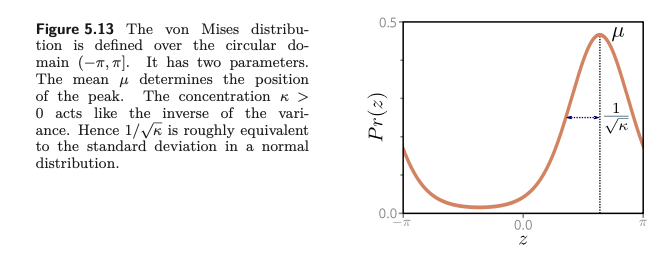 Figure 5.13 The von Mises distribu-
tion is defined over the circular do-
main (−π, π]. It has two parameters.
The mean μ determines the position
of the peak. The concentration κ >
0 acts like the inverse of the vari-
ance. Hence 1/√κ is roughly equivalent
to the standard deviation in a normal
distribution.
0.5
μ
Pr(z)
1/√κ
0.0
−π
0.0
π
z